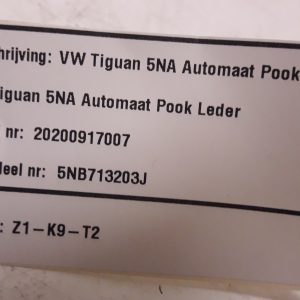 hrijving: VW Tiguan 5NA Automaat Pook
iguan 5NA Automaat Pook Leder
nr: 20200917007
eel nr: 5NB713203J
: Z1-K9-T2